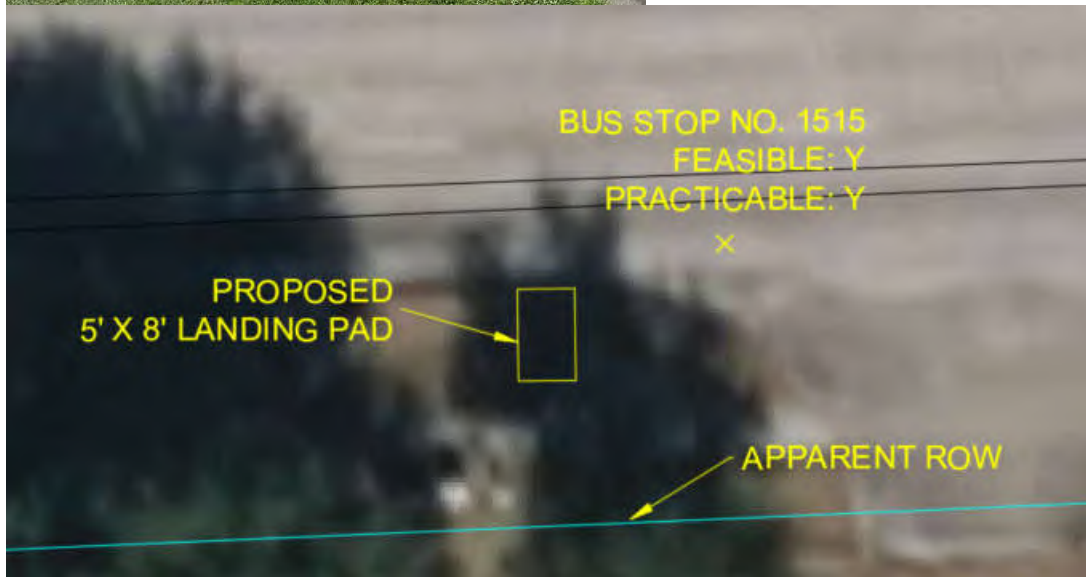 BUS STOP NO. 1515
FEASIBLE: Y
PRACTICABLE: Y
PROPOSED
5' X 8' LANDING PAD
APPARENT ROW